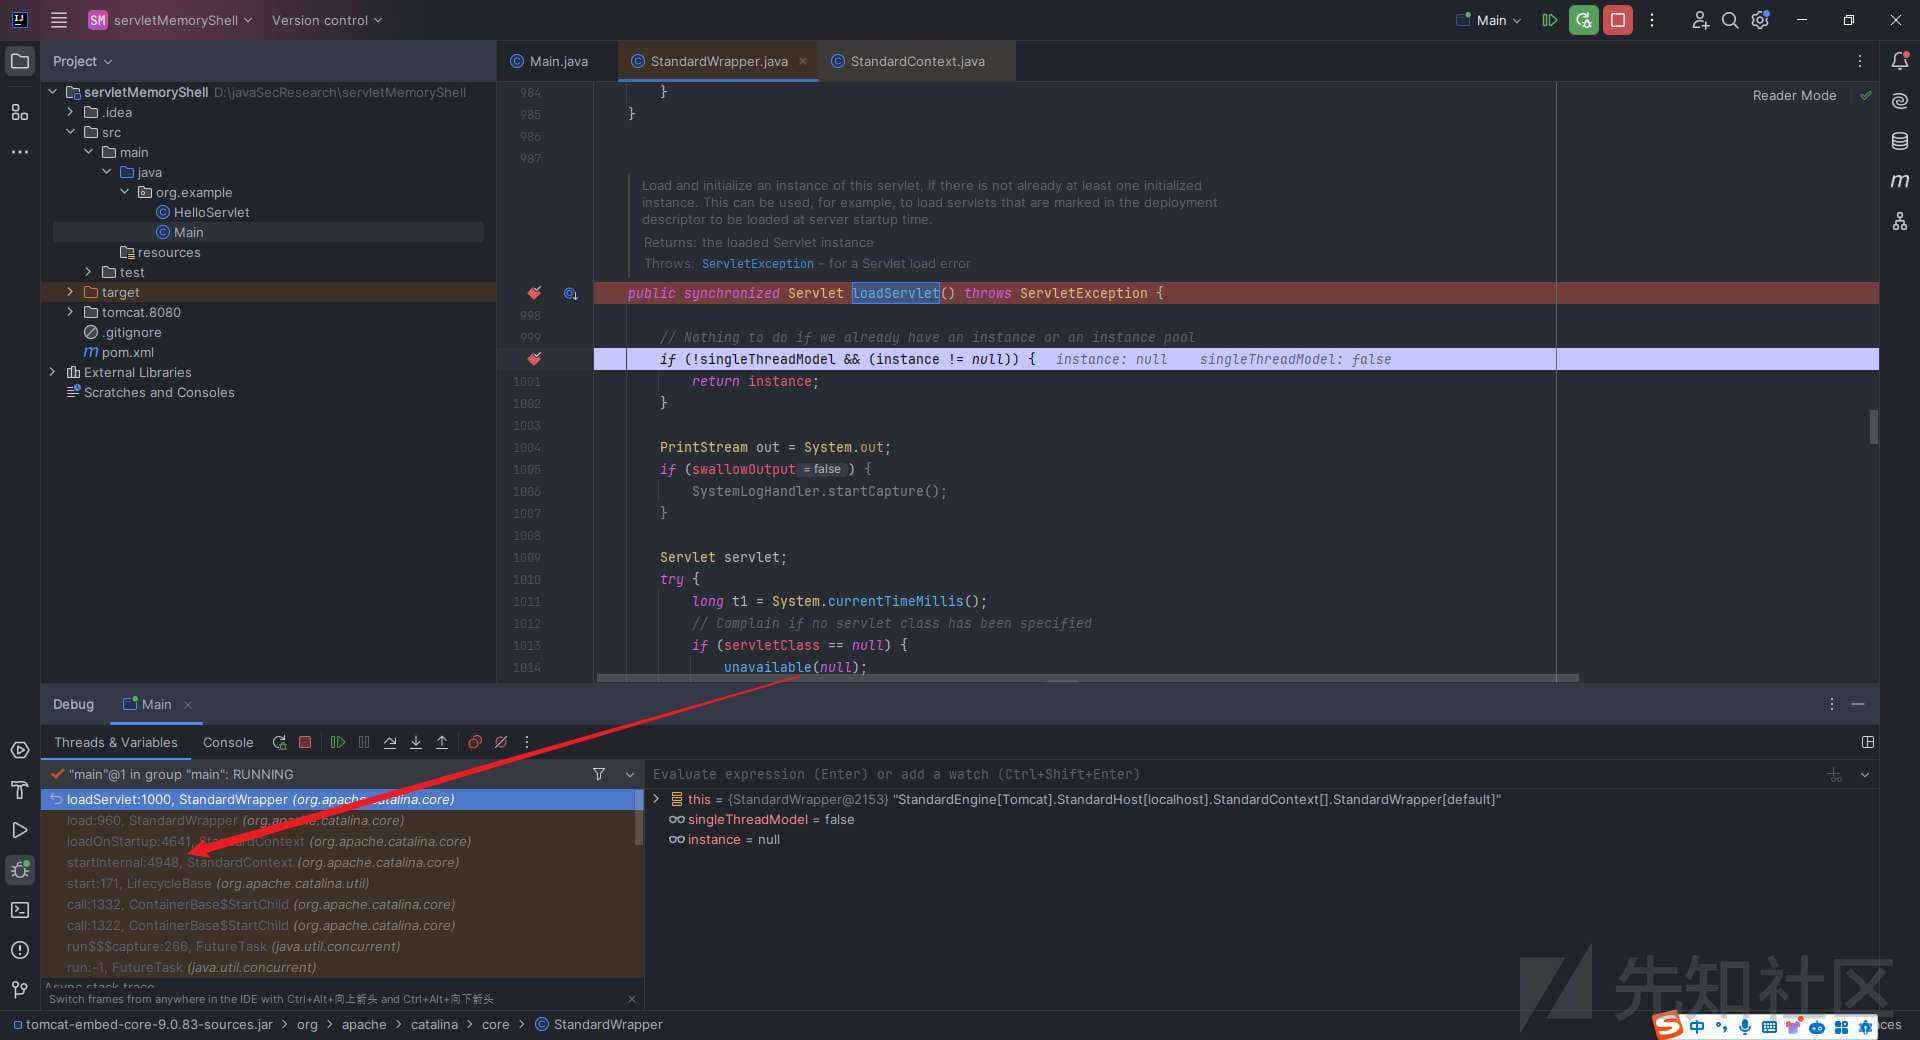 SM servletMemoryShell Version control Main
Project Main.java StandardWrapper.java StandardContext.java
servletMemoryShell D:\javaSecResearch\servletMemoryShell
.idea
src
main
java
org.example
HelloServlet
Main
resources
test
target
tomcat.8080
.gitignore
pom.xml
External Libraries
Scratches and Consoles
Reader Mode
984 }
985 }
986
987
Load and initialize an instance of this servlet, if there is not already at least one initialized
instance. This can be used, for example, to load servlets that are marked in the deployment
descriptor to be loaded at server startup time.
Returns: the loaded Servlet instance
Throws: ServletException – for a Servlet load error
public synchronized Servlet loadServlet() throws ServletException {
998
999 // Nothing to do if we already have an instance or an instance pool
if (!singleThreadModel && (instance != null)) { instance: null singleThreadModel: false
1001 return instance;
1002 }
1003
1004 PrintStream out = System.out;
1005 if (swallowOutput = false ) {
1006 SystemLogHandler.startCapture();
1007 }
1008
1009 Servlet servlet;
1010 try {
1011 long t1 = System.currentTimeMillis();
1012 // Complain if no servlet class has been specified
1013 if (servletClass == null) {
1014 unavailable(null);
Debug Main
Threads & Variables Console
"main"@1 in group "main": RUNNING
loadServlet:1000, StandardWrapper (org.apache.catalina.core)
load:960, StandardWrapper (org.apache.catalina.core)
loadOnStartup:4641, StandardContext (org.apache.catalina.core)
startInternal:4948, StandardContext (org.apache.catalina.core)
start:171, LifecycleBase (org.apache.catalina.util)
call:1332, ContainerBase$StartChild (org.apache.catalina.core)
call:1322, ContainerBase$StartChild (org.apache.catalina.core)
run$$$capture:266, FutureTask (java.util.concurrent)
run:-1, FutureTask (java.util.concurrent)
Async stack trace
Switch frames from anywhere in the IDE with Ctrl+Alt+向上箭头 and Ctrl+Alt+向下箭头
Evaluate expression (Enter) or add a watch (Ctrl+Shift+Enter)
this = {StandardWrapper@2153} "StandardEngine[Tomcat].StandardHost[localhost].StandardContext[].StandardWrapper[default]"
singleThreadModel = false
instance = null
先知社区
tomcat-embed-core-9.0.83-sources.jar org apache catalina core StandardWrapper
中